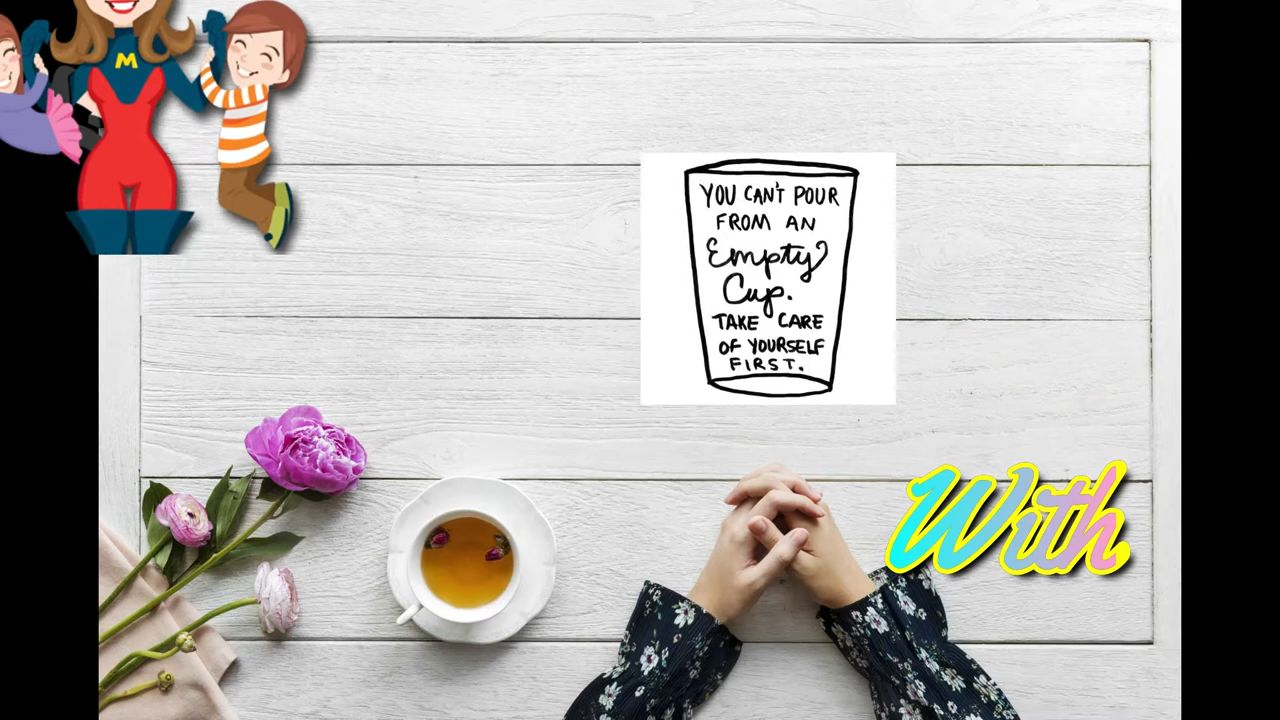 M
YOU CAN'T POUR
FROM AN
Empty
Cup.
TAKE CARE
OF YOURSELF
FIRST.
With